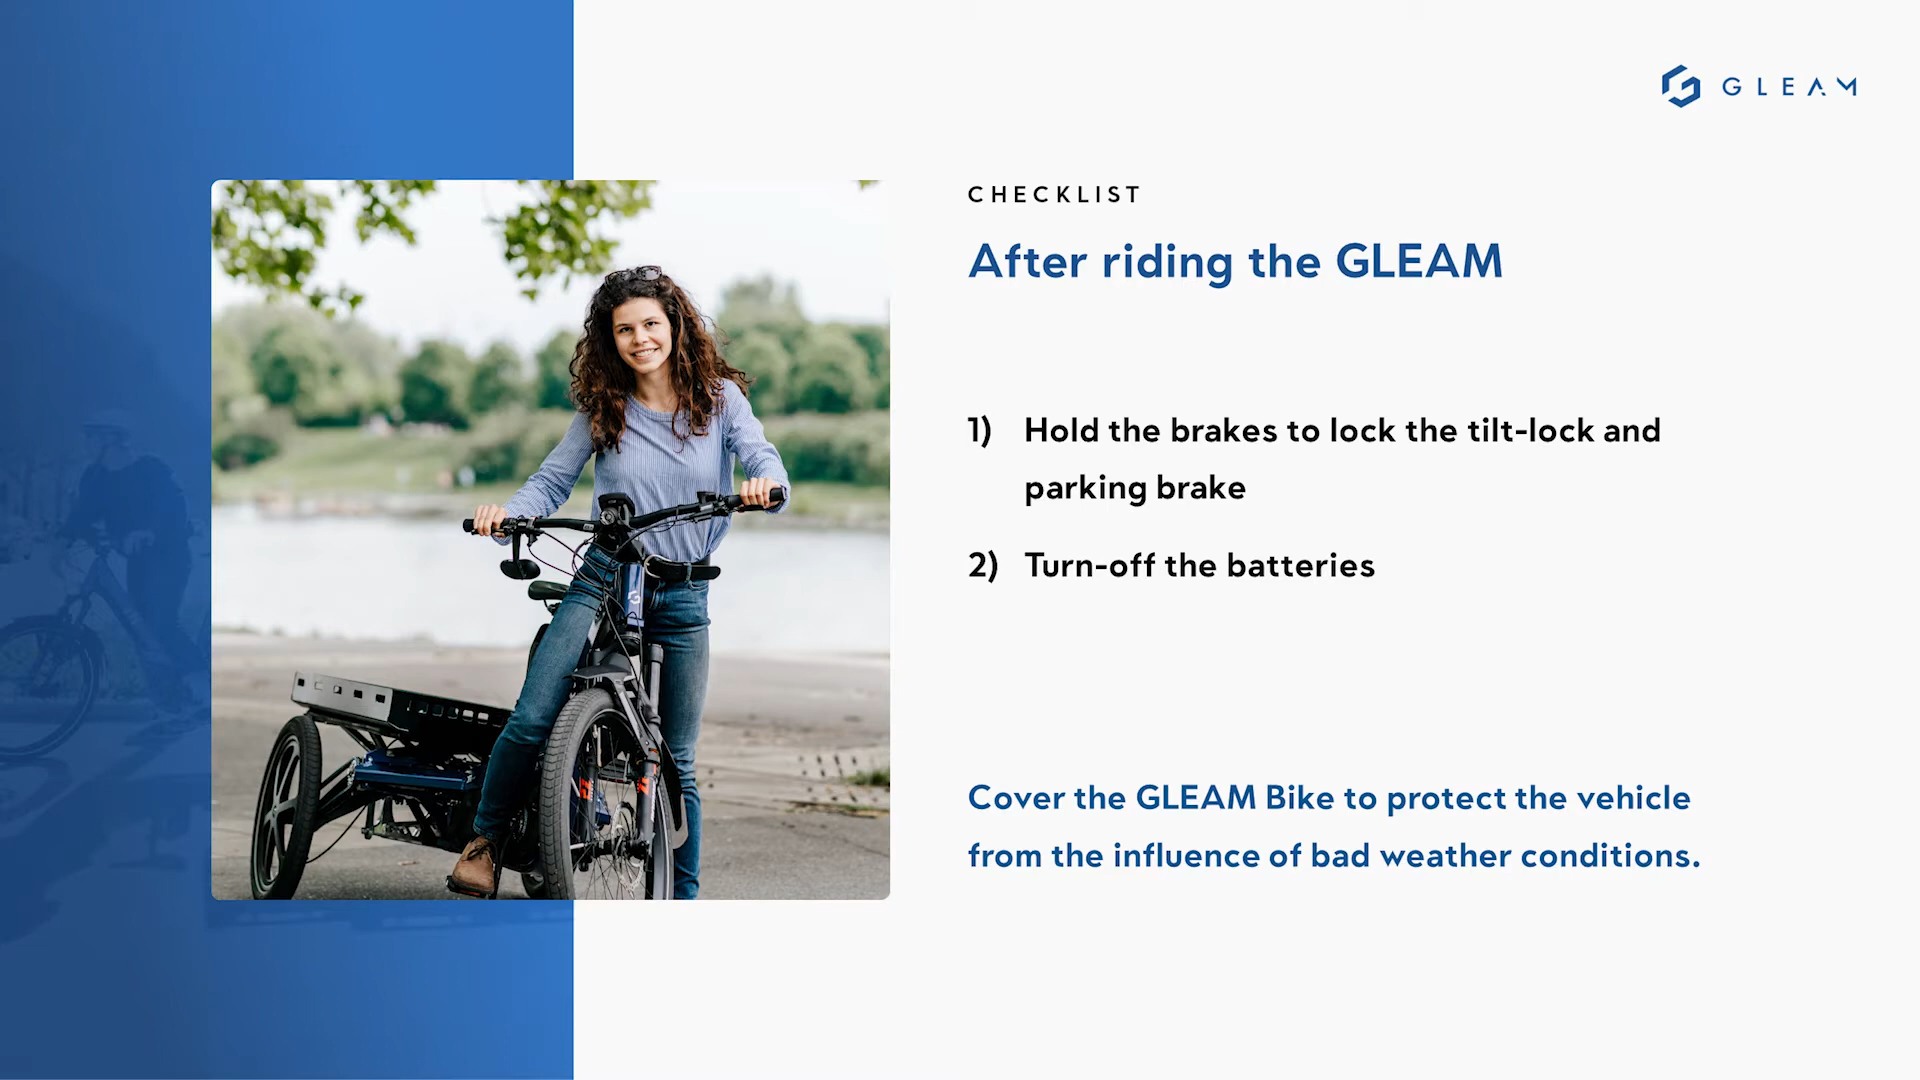 GLEAM
CHECKLIST
After riding the GLEAM
1) Hold the brakes to lock the tilt-lock and
parking brake
2) Turn-off the batteries
Cover the GLEAM Bike to protect the vehicle
from the influence of bad weather conditions.